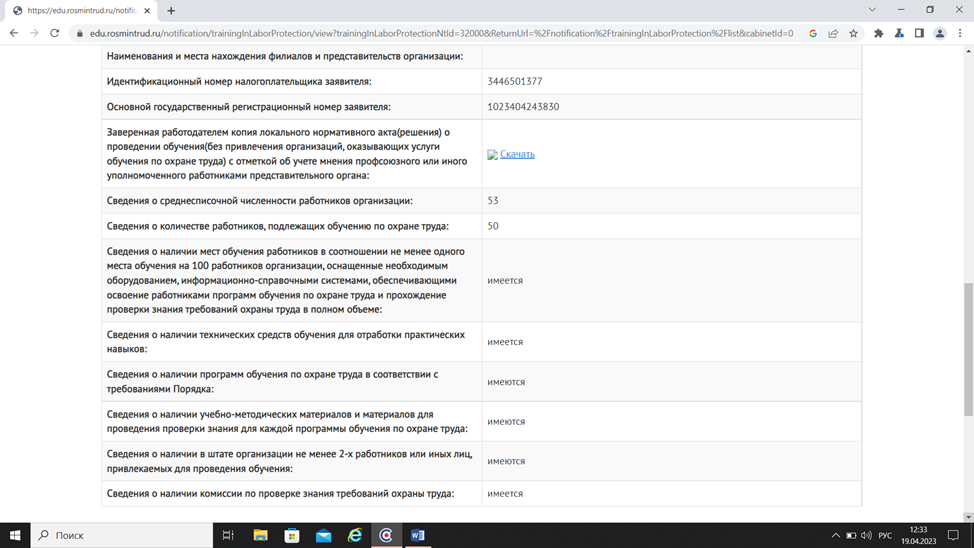 https://edu.rosmintrud.ru/notific
edu.rosmintrud.ru/notification/trainingInLaborProtection/view?trainingInLaborProtectionNtId=32000&ReturnUrl=%2Fnotification%2FtrainingInLaborProtection%2Flist&cabinetId=0
Наименования и места нахождения филиалов и представительств организации:
Идентификационный номер налогоплательщика заявителя: 3446501377
Основной государственный регистрационный номер заявителя: 1023404243830
Заверенная работодателем копия локального нормативного акта(решения) о
проведении обучения(без привлечения организаций, оказывающих услуги
обучения по охране труда) с отметкой об учете мнения профсоюзного или иного
уполномоченного работниками представительного органа:
Скачать
Сведения о среднесписочной численности работников организации: 53
Сведения о количестве работников, подлежащих обучению по охране труда: 50
Сведения о наличии мест обучения работников в соотношении не менее одного
места обучения на 100 работников организации, оснащенные необходимым
оборудованием, информационно-справочными системами, обеспечивающими
освоение работниками программ обучения по охране труда и прохождение
проверки знания требований охраны труда в полном объеме:
имеется
Сведения о наличии технических средств обучения для отработки практических
навыков:
имеется
Сведения о наличии программ обучения по охране труда в соответствии с
требованиями Порядка:
имеются
Сведения о наличии учебно-методических материалов и материалов для
проведения проверки знания для каждой программы обучения по охране труда:
имеются
Сведения о наличии в штате организации не менее 2-х работников или иных лиц,
привлекаемых для проведения обучения:
имеются
Сведения о наличии комиссии по проверке знания требований охраны труда: имеется
Поиск
РУС
12:33
19.04.2023